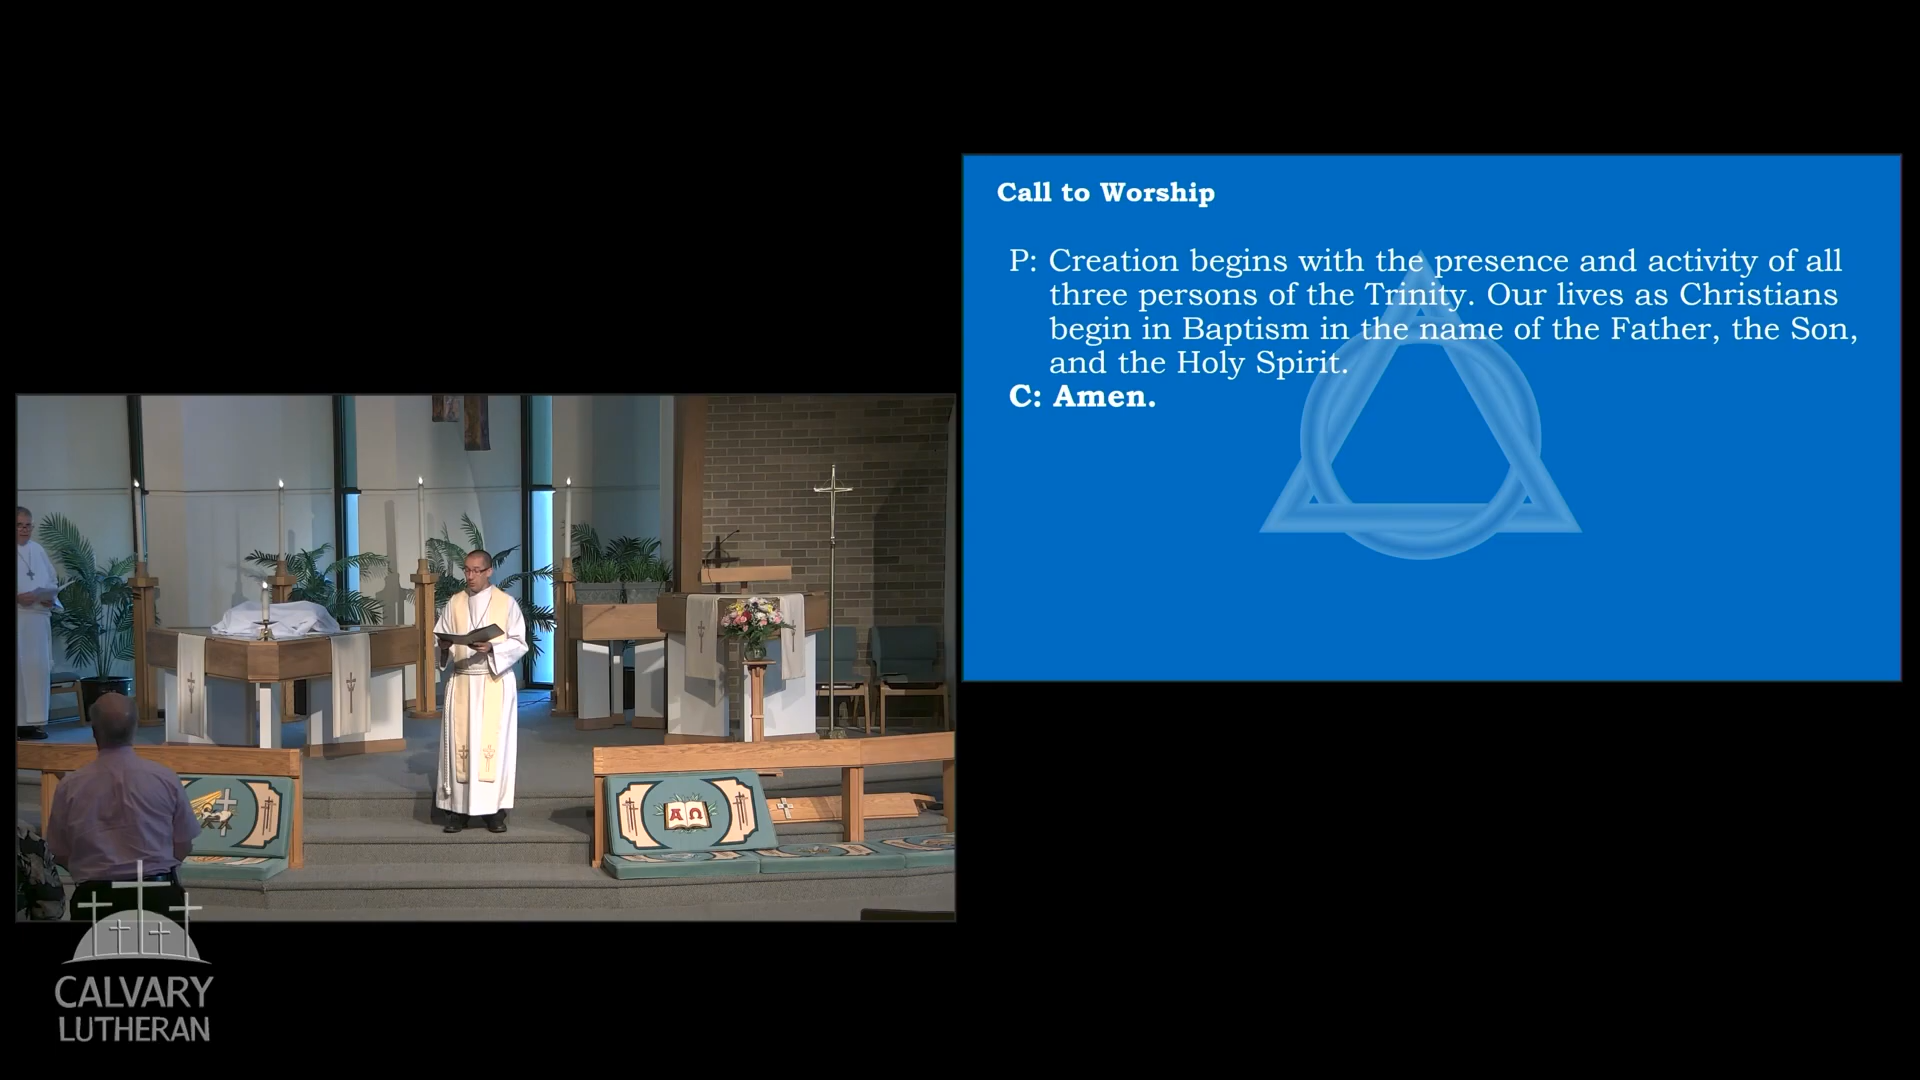 Call to Worship
P: Creation begins with the presence and activity of all
three persons of the Trinity. Our lives as Christians
begin in Baptism in the name of the Father, the Son,
and the Holy Spirit.
C: Amen.
Α Ω
CALVARY
LUTHERAN